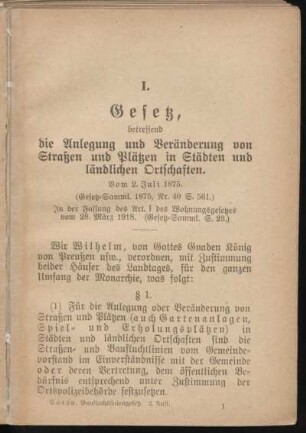 I.
Gesetz,
betreffend
die Anlegung und Veränderung von
Straßen und Plätzen in Städten und
ländlichen Ortschaften.
Vom 2. Juli 1875.
(Gesetz-Samml. 1875, Nr. 40 S. 561.)
In der Fassung des Art. 1 des Wohnungsgesetzes
vom 28. März 1918. (Gesetz-Samml. S. 23.)
Wir Wilhelm, von Gottes Gnaden König
von Preußen usw., verordnen, mit Zustimmung
beider Häuser des Landtages, für den ganzen
Umfang der Monarchie, was folgt:
§ 1.
(1) Für die Anlegung oder Veränderung von
Straßen und Plätzen (auch Gartenanlagen,
Spiel- und Erholungsplätzen) in
Städten und ländlichen Ortschaften sind die
Straßen- und Baufluchtlinien vom Gemeinde-
vorstand im Einverständnisse mit der Gemeinde
oder deren Vertretung, dem öffentlichen Be-
dürfnis entsprechend unter Zustimmung der
Ortspolizeibehörde festzusetzen.
Saran, Baufluchtliniengesetz. 2. Aufl. 1